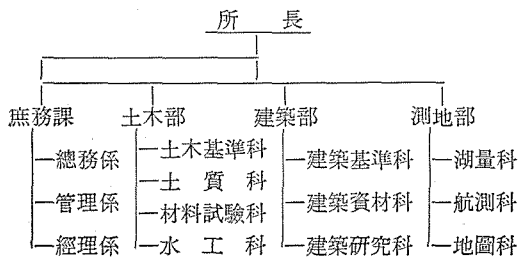 所長
庶務課 土木部 建築部 測地部
總務係
管理係
經理係
土木基準科
土質科
材料試驗科
水工科
建築基準科
建築資材科
建築研究科
湖量科
航測科
地圖科